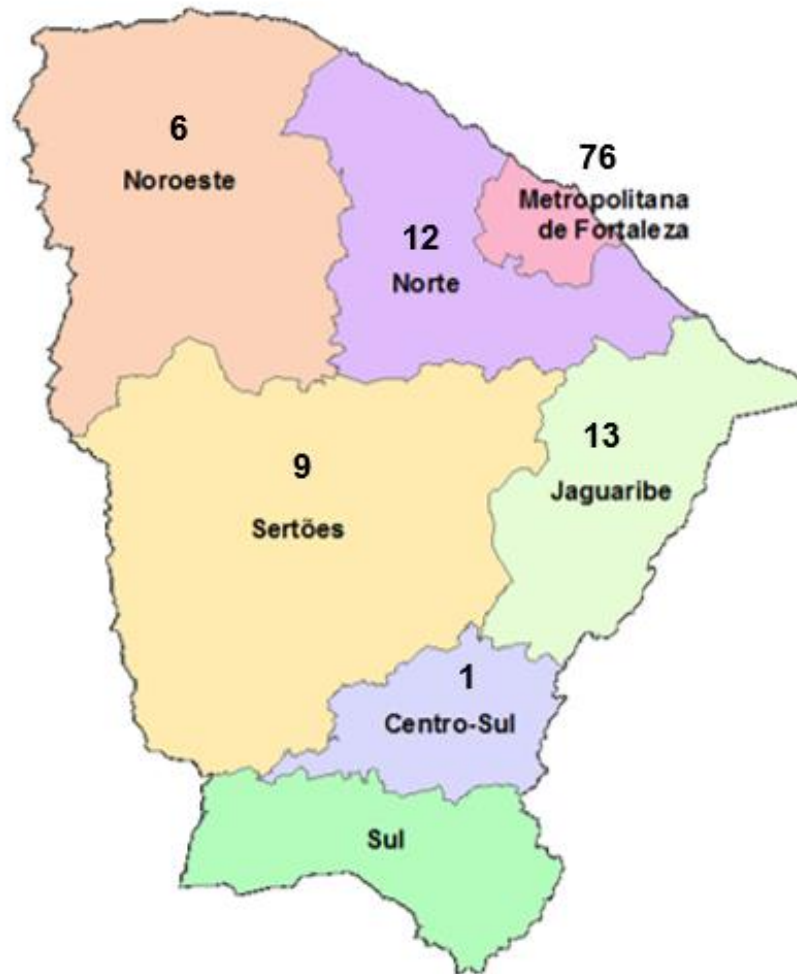 6
Noroeste
76
Metropolitana
de Fortaleza
12
Norte
13
Jaguaribe
9
Sertões
1
Centro-Sul
Sul